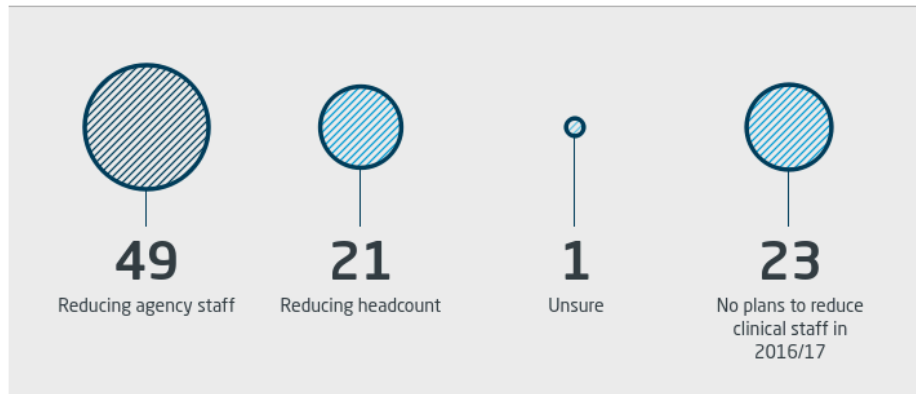 49
Reducing agency staff
21
Reducing headcount
1
Unsure
23
No plans to reduce
clinical staff in
2016/17